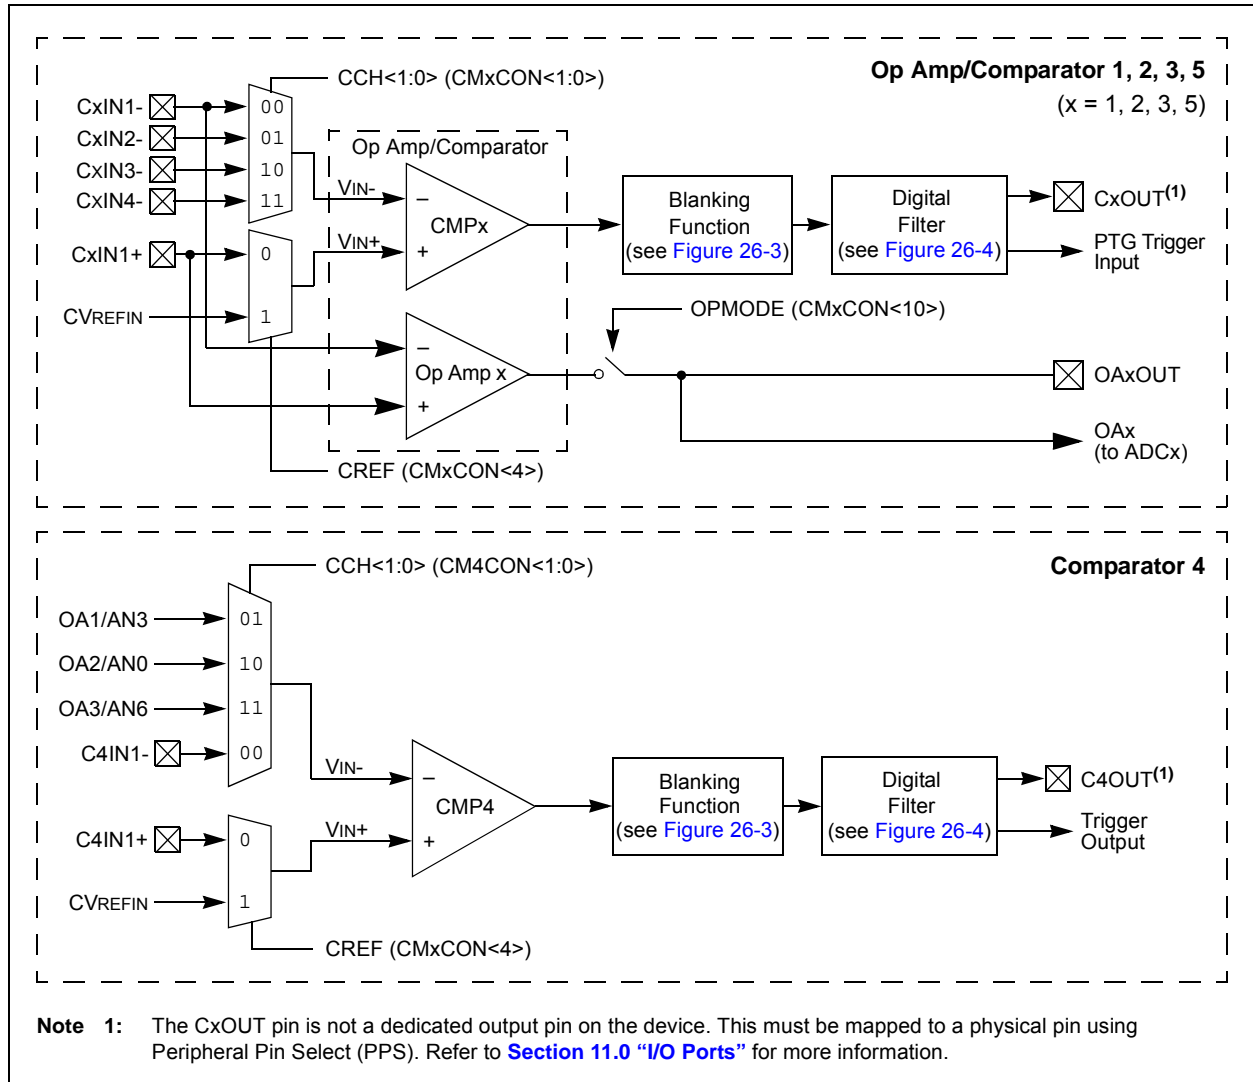 CCH<1:0> (CMxCON<1:0>)
Op Amp/Comparator 1, 2, 3, 5
(x = 1, 2, 3, 5)
CxIN1-
00
CxIN2-
01
CxIN3-
10
CxIN4-
11
Op Amp/Comparator
VIN-
–
CMPx
VIN+
+
Blanking
Function
(see Figure 26-3)
Digital
Filter
(see Figure 26-4)
CxOUT(1)
PTG Trigger
Input
CxIN1+
0
CVREFIN
1
OPMODE (CMxCON<10>)
–
Op Amp x
+
OAxOUT
OAx
(to ADCx)
CREF (CMxCON<4>)
CCH<1:0> (CM4CON<1:0>)
Comparator 4
OA1/AN3
01
OA2/AN0
10
OA3/AN6
11
C4IN1-
00
VIN-
–
CMP4
VIN+
+
Blanking
Function
(see Figure 26-3)
Digital
Filter
(see Figure 26-4)
C4OUT(1)
Trigger
Output
C4IN1+
0
CVREFIN
1
CREF (CMxCON<4>)
Note 1: The CxOUT pin is not a dedicated output pin on the device. This must be mapped to a physical pin using
Peripheral Pin Select (PPS). Refer to Section 11.0 “I/O Ports” for more information.